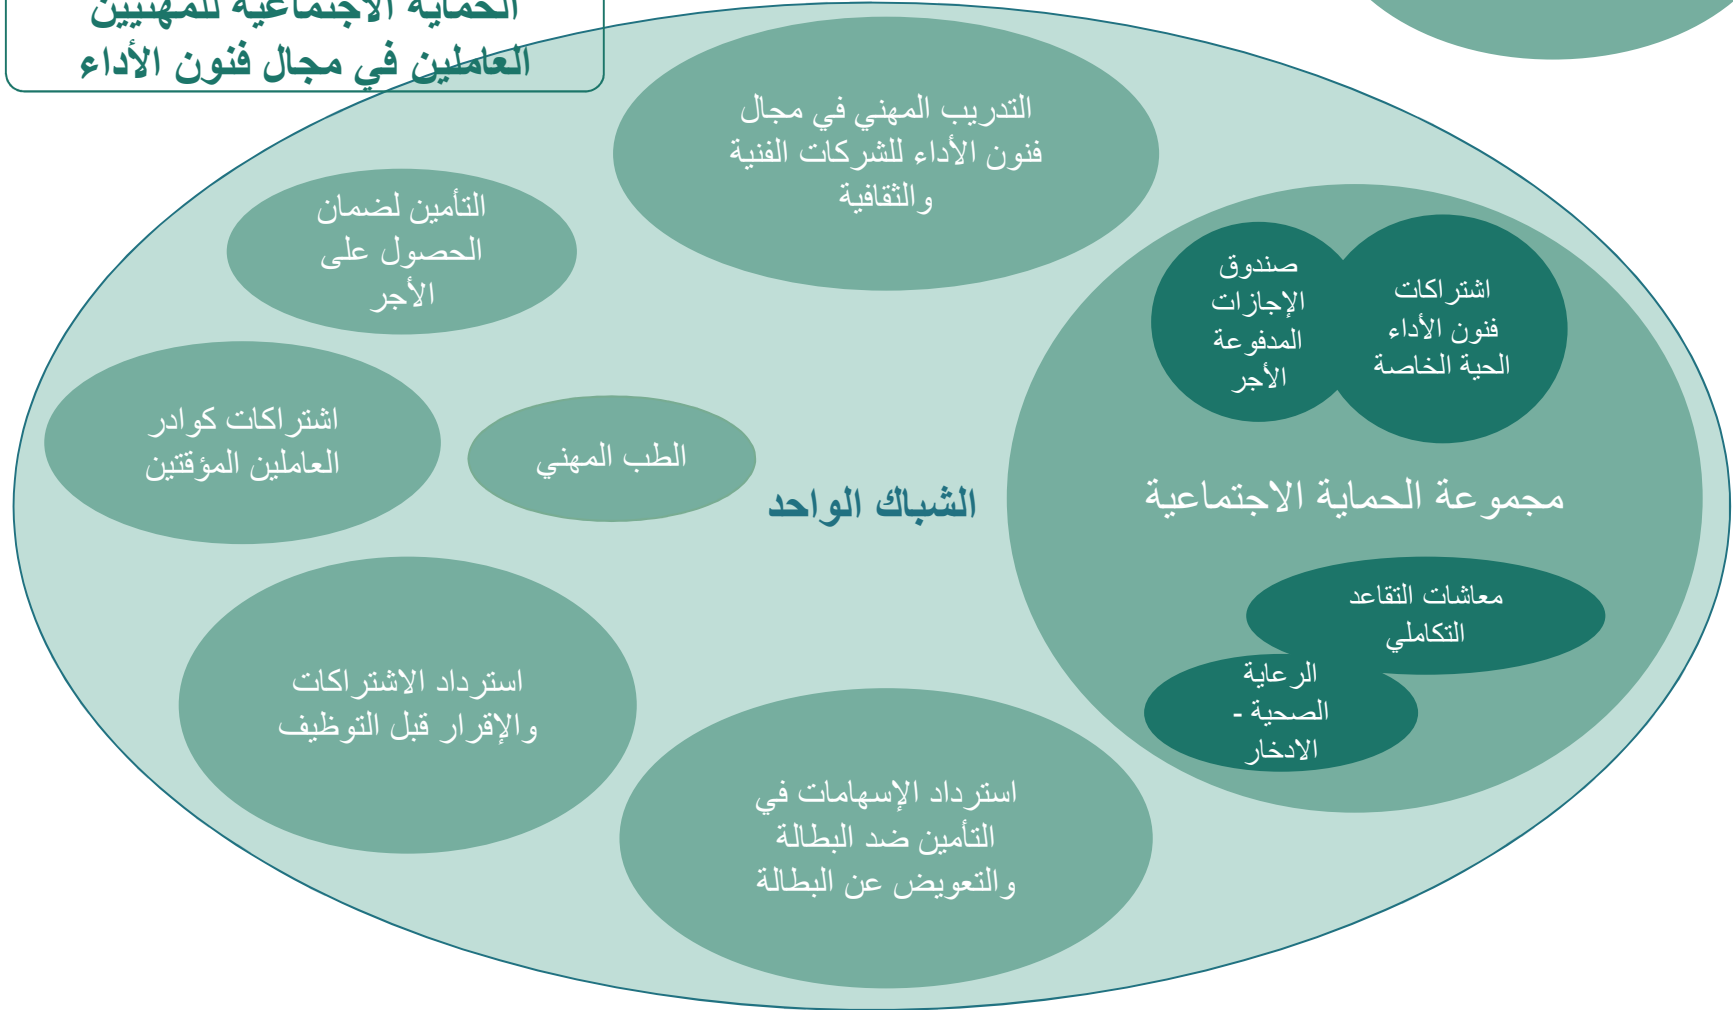 الحماية الاجتماعية للمهنيين
العاملين في مجال فنون الأداء
التدريب المهني في مجال
فنون الأداء للشركات الفنية
والثقافية
التأمين لضمان
الحصول على
الأجر
صندوق
الإجازات
المدفوعة
الأجر
اشتراكات
فنون الأداء
الحية الخاصة
اشتراكات كوادر
العاملين المؤقتين
الطب المهني
الشباك الواحد
مجموعة الحماية الاجتماعية
معاشات التقاعد
التكاملي
الرعاية
الصحية -
الادخار
استرداد الاشتراكات
والإقرار قبل التوظيف
استرداد الإسهامات في
التأمين ضد البطالة
والتعويض عن البطالة